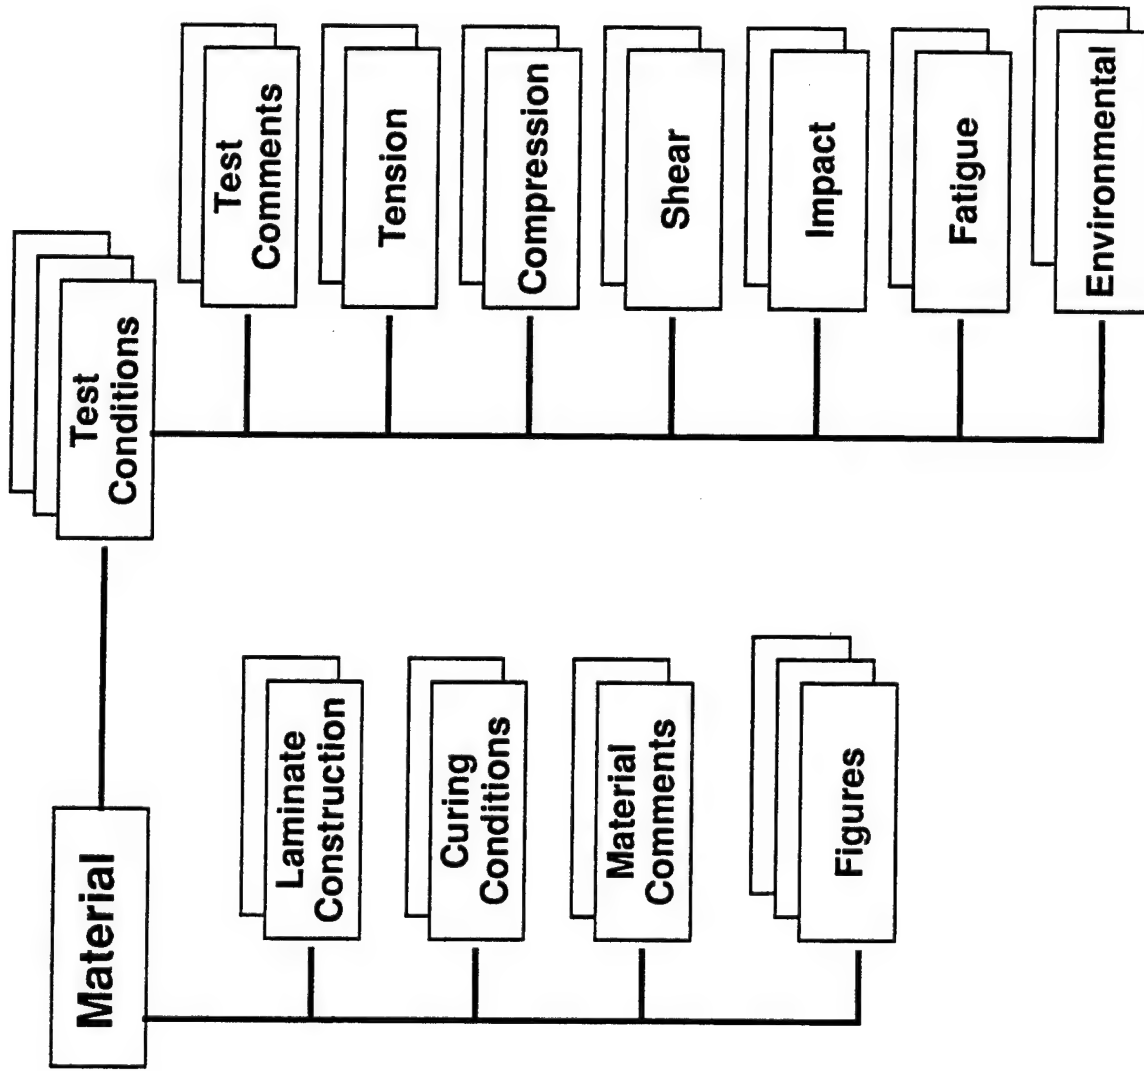 Material
Laminate
Construction
Curing
Conditions
Material
Comments
Figures
Test
Conditions
Test
Comments
Tension
Compression
Shear
Impact
Fatigue
Environmental